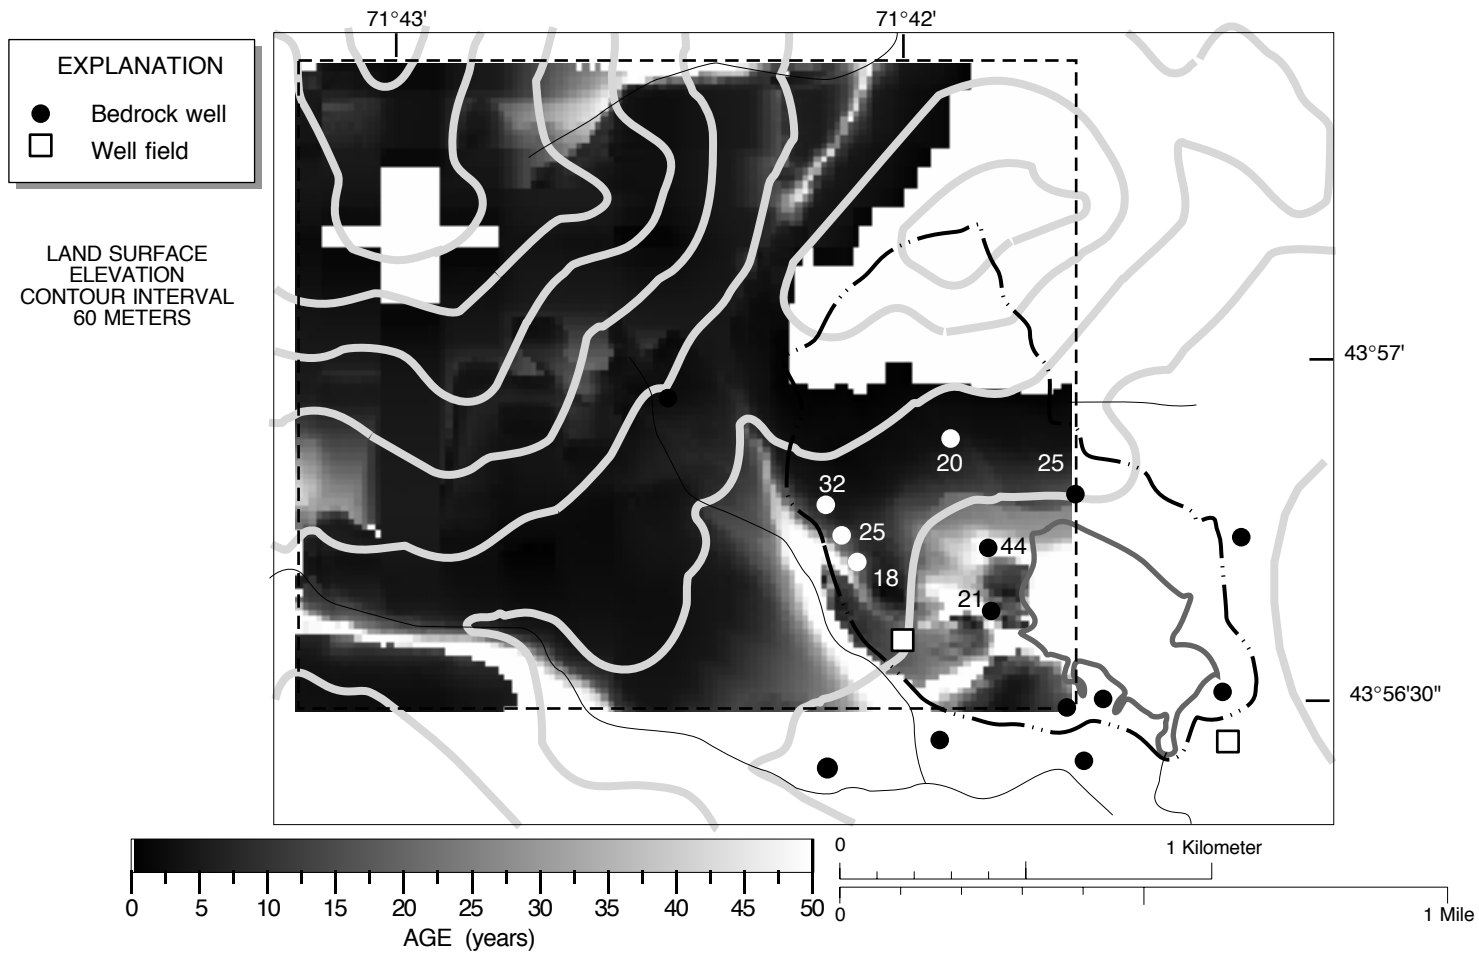 71°43'
71°42'
EXPLANATION
Bedrock well
Well field
LAND SURFACE
ELEVATION
CONTOUR INTERVAL
60 METERS
43°57'
20
25
32
25
44
18
21
43°56'30"
0
1 Kilometer
0 5 10 15 20 25 30 35 40 45 50
0
1 Mile
AGE (years)